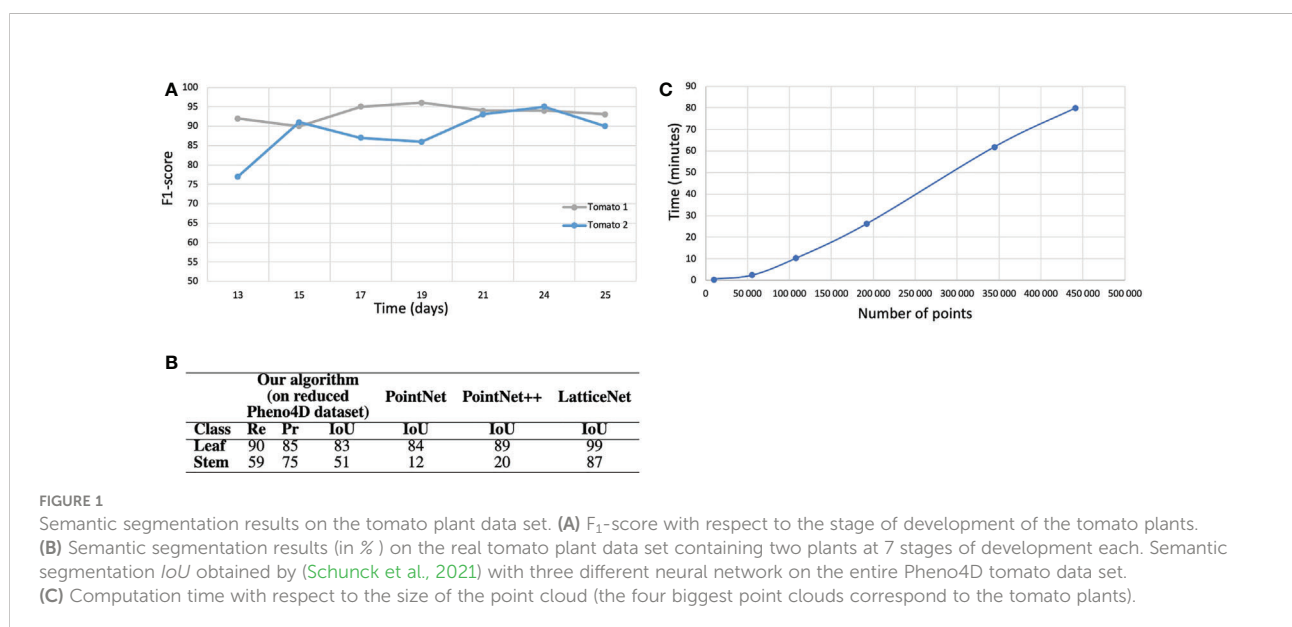 A
100
95
90
85
80
75
70
65
60
55
50
F1-score
13 15 17 19 21 24 25
Time (days)
Tomato 1
Tomato 2
C
90
80
70
60
50
40
30
20
10
0
Time (minutes)
0 50 000 100 000 150 000 200 000 250 000 300 000 350 000 400 000 450 000 500 000
Number of points
B
Our algorithm
(on reduced PointNet PointNet++ LatticeNet
Pheno4D dataset)
Class Re Pr IoU IoU IoU IoU
Leaf 90 85 83 84 89 99
Stem 59 75 51 12 20 87
FIGURE 1
Semantic segmentation results on the tomato plant data set. (A) F₁-score with respect to the stage of development of the tomato plants.
(B) Semantic segmentation results (in % ) on the real tomato plant data set containing two plants at 7 stages of development each. Semantic
segmentation IoU obtained by (Schunck et al., 2021) with three different neural network on the entire Pheno4D tomato data set.
(C) Computation time with respect to the size of the point cloud (the four biggest point clouds correspond to the tomato plants).